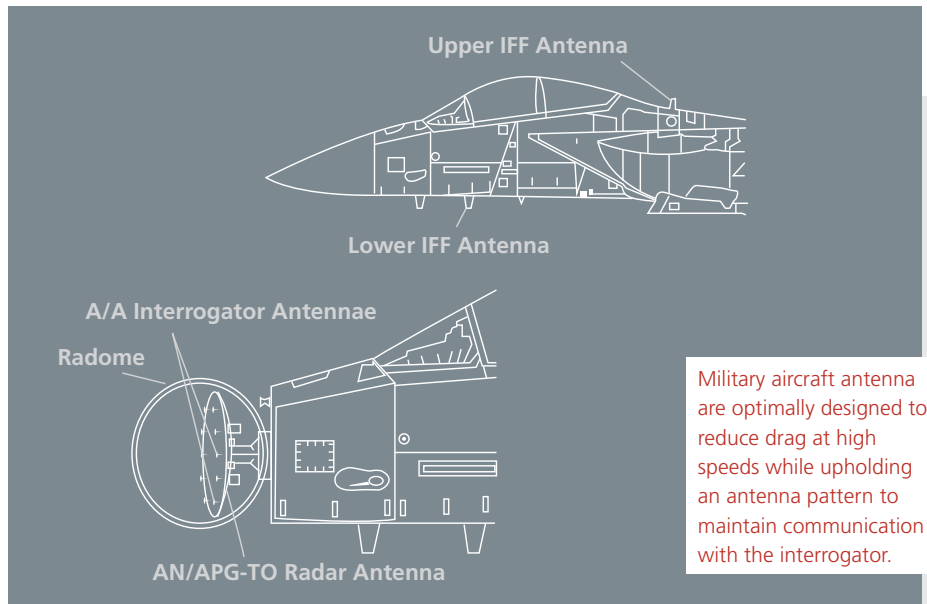 Upper IFF Antenna
Lower IFF Antenna
A/A Interrogator Antennae
Radome
AN/APG-TO Radar Antenna
Military aircraft antenna
are optimally designed to
reduce drag at high
speeds while upholding
an antenna pattern to
maintain communication
with the interrogator.